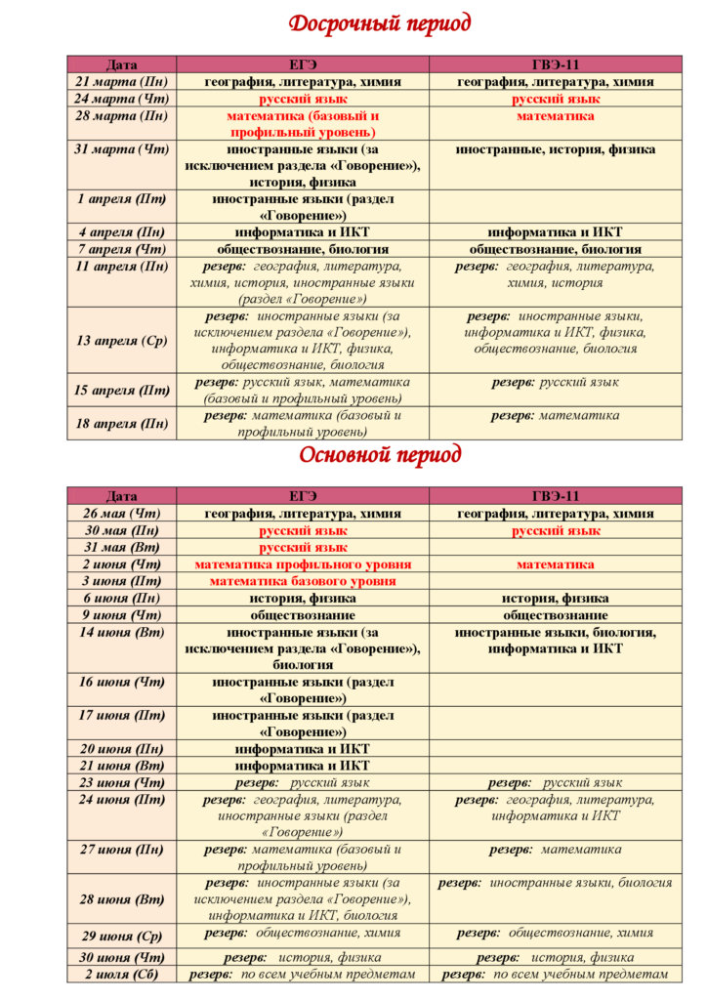 Досрочный период
Дата ЕГЭ ГВЭ-11
21 марта (Пн) география, литература, химия география, литература, химия
24 марта (Чт) русский язык русский язык
28 марта (Пн) математика (базовый и математика
профильный уровень)
31 марта (Чт) иностранные языки (за иностранные, история, физика
исключением раздела «Говорение»),
история, физика
1 апреля (Пт) иностранные языки (раздел
«Говорение»)
4 апреля (Пн) информатика и ИКТ информатика и ИКТ
7 апреля (Чт) обществознание, биология обществознание, биология
11 апреля (Пн) резерв: география, литература, резерв: география, литература,
химия, история, иностранные языки химия, история
(раздел «Говорение»)
резерв: иностранные языки (за резерв: иностранные языки,
исключением раздела «Говорение»), информатика и ИКТ, физика,
13 апреля (Ср) информатика и ИКТ, физика, обществознание, биология
обществознание, биология
15 апреля (Пт) резерв: русский язык, математика резерв: русский язык
(базовый и профильный уровень)
18 апреля (Пн) резерв: математика (базовый и резерв: математика
профильный уровень)
Основной период
Дата ЕГЭ ГВЭ-11
26 мая (Чт) география, литература, химия география, литература, химия
30 мая (Пн) русский язык русский язык
31 мая (Вт) русский язык
2 июня (Чт) математика профильного уровня математика
3 июня (Пт) математика базового уровня
6 июня (Пн) история, физика история, физика
9 июня (Чт) обществознание обществознание
14 июня (Вт) иностранные языки (за иностранные языки, биология,
исключением раздела «Говорение»), информатика и ИКТ
биология
16 июня (Чт) иностранные языки (раздел
«Говорение»)
17 июня (Пт) иностранные языки (раздел
«Говорение»)
20 июня (Пн) информатика и ИКТ
21 июня (Вт) информатика и ИКТ
23 июня (Чт) резерв: русский язык резерв: русский язык
24 июня (Пт) резерв: география, литература, резерв: география, литература,
иностранные языки (раздел информатика и ИКТ
«Говорение»)
27 июня (Пн) резерв: математика (базовый и резерв: математика
профильный уровень)
резерв: иностранные языки (за резерв: иностранные языки, биология
28 июня (Вт) исключением раздела «Говорение»),
информатика и ИКТ, биология
29 июня (Ср) резерв: обществознание, химия резерв: обществознание, химия
30 июня (Чт) резерв: история, физика резерв: история, физика
2 июля (Сб) резерв: по всем учебным предметам резерв: по всем учебным предметам